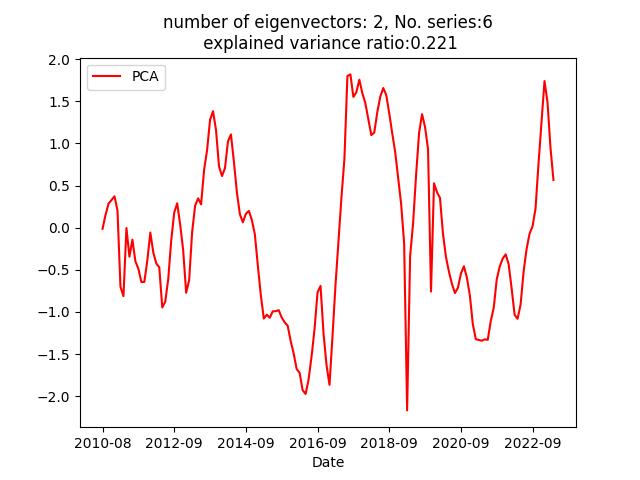 number of eigenvectors: 2, No. series:6
explained variance ratio:0.221
PCA
2.0
1.5
1.0
0.5
0.0
−0.5
−1.0
−1.5
−2.0
2010-08 2012-09 2014-09 2016-09 2018-09 2020-09 2022-09
Date